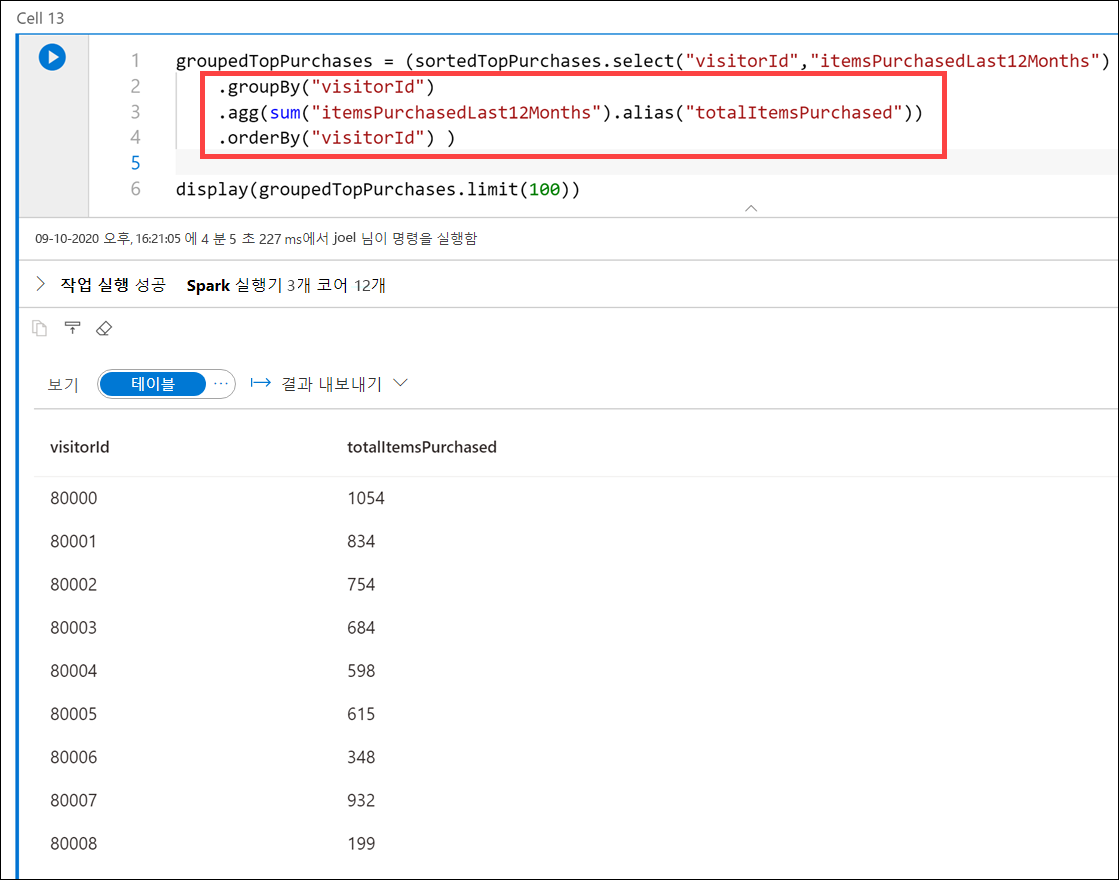 Cell 13
1 groupedTopPurchases = (sortedTopPurchases.select("visitorId","itemsPurchasedLast12Months")
2 .groupBy("visitorId")
3 .agg(sum("itemsPurchasedLast12Months").alias("totalItemsPurchased"))
4 .orderBy("visitorId") )
5
6 display(groupedTopPurchases.limit(100))
09-10-2020 오후, 16:21:05 에 4 분 5 초 227 ms에서 joel 님이 명령을 실행함
작업 실행 성공 Spark 실행기 3개 코어 12개
보기 테이블 ··· 결과 내보내기
visitorId totalItemsPurchased
80000 1054
80001 834
80002 754
80003 684
80004 598
80005 615
80006 348
80007 932
80008 199